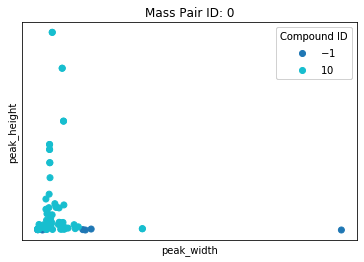 Mass Pair ID: 0
Compound ID
−1
10
peak_height
peak_width